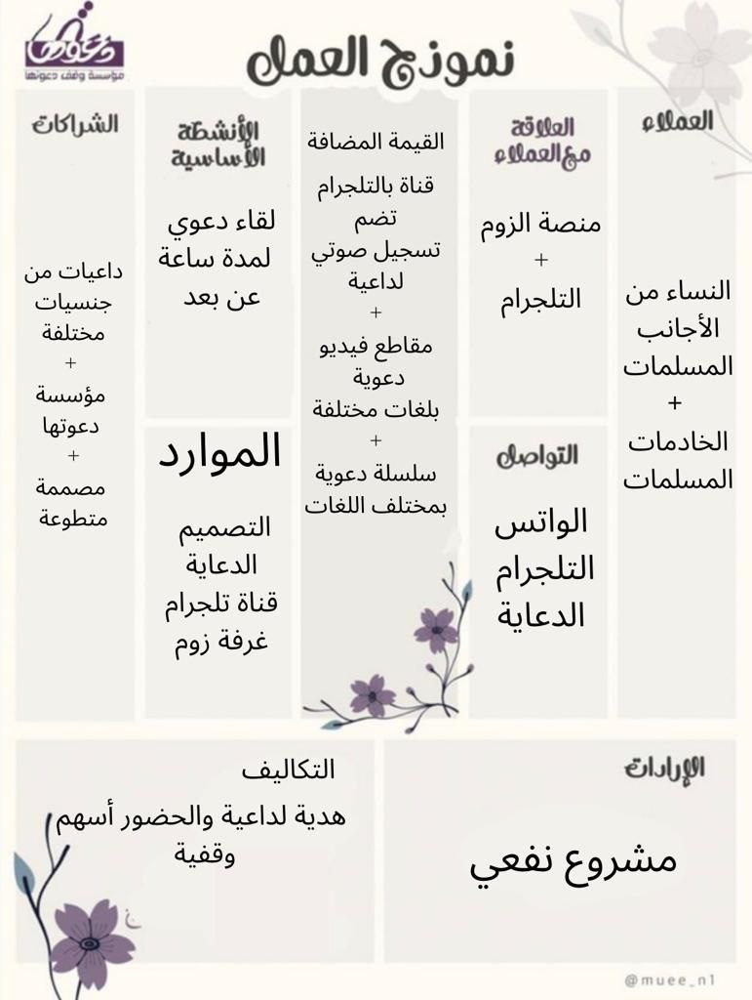 دعوتها
مؤسسة وقف دعوتها
نموذج العمل
العملاء
النساء من
الأجانب
المسلمات
+
الخادمات
المسلمات
العلاقة
مع العملاء
منصة الزوم
+
التلجرام
التواصل
الواتس
التلجرام
الدعاية
القيمة المضافة
قناة بالتلجرام
تضم
تسجيل صوتي
لداعية
+
مقاطع فيديو
دعوية
بلغات مختلفة
+
سلسلة دعوية
بمختلف اللغات
الأنشطة
الأساسية
لقاء دعوي
لمدة ساعة
عن بعد
الموارد
التصميم
الدعاية
قناة تلجرام
غرفة زوم
الشراكات
داعيات من
جنسيات
مختلفة
+
مؤسسة
دعوتها
+
مصممة
متطوعة
الإيرادات
مشروع نفعي
التكاليف
هدية لداعية والحضور أسهم
وقفية
@muee_n1